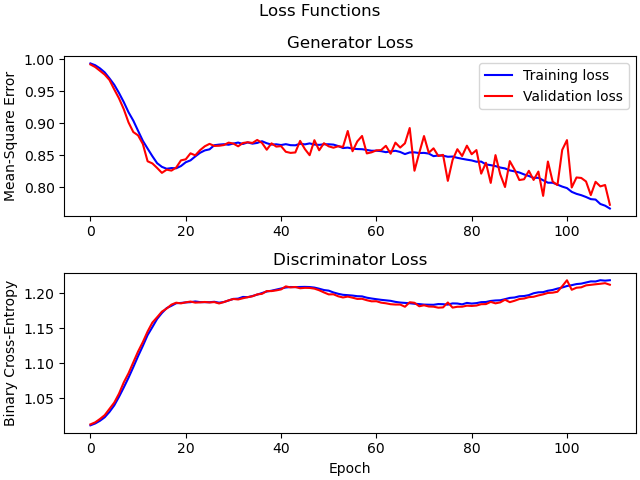 Loss Functions
Generator Loss
Mean-Square Error
1.00
0.95
0.90
0.85
0.80
Training loss
Validation loss
0 20 40 60 80 100
Discriminator Loss
Binary Cross-Entropy
1.20
1.15
1.10
1.05
0 20 40 60 80 100
Epoch